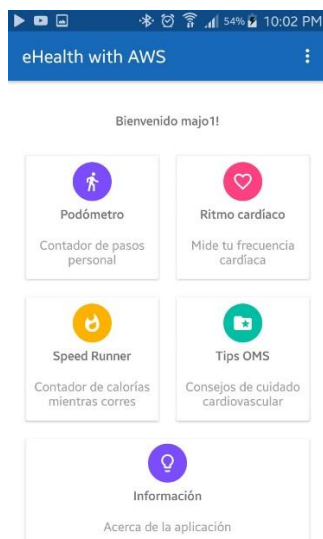 54% 10:02 PM
eHealth with AWS
Bienvenido majo1!
Podómetro
Contador de pasos
personal
Ritmo cardíaco
Mide tu frecuencia
cardíaca
Speed Runner
Contador de calorías
mientras corres
Tips OMS
Consejos de cuidado
cardiovascular
Información
Acerca de la aplicación